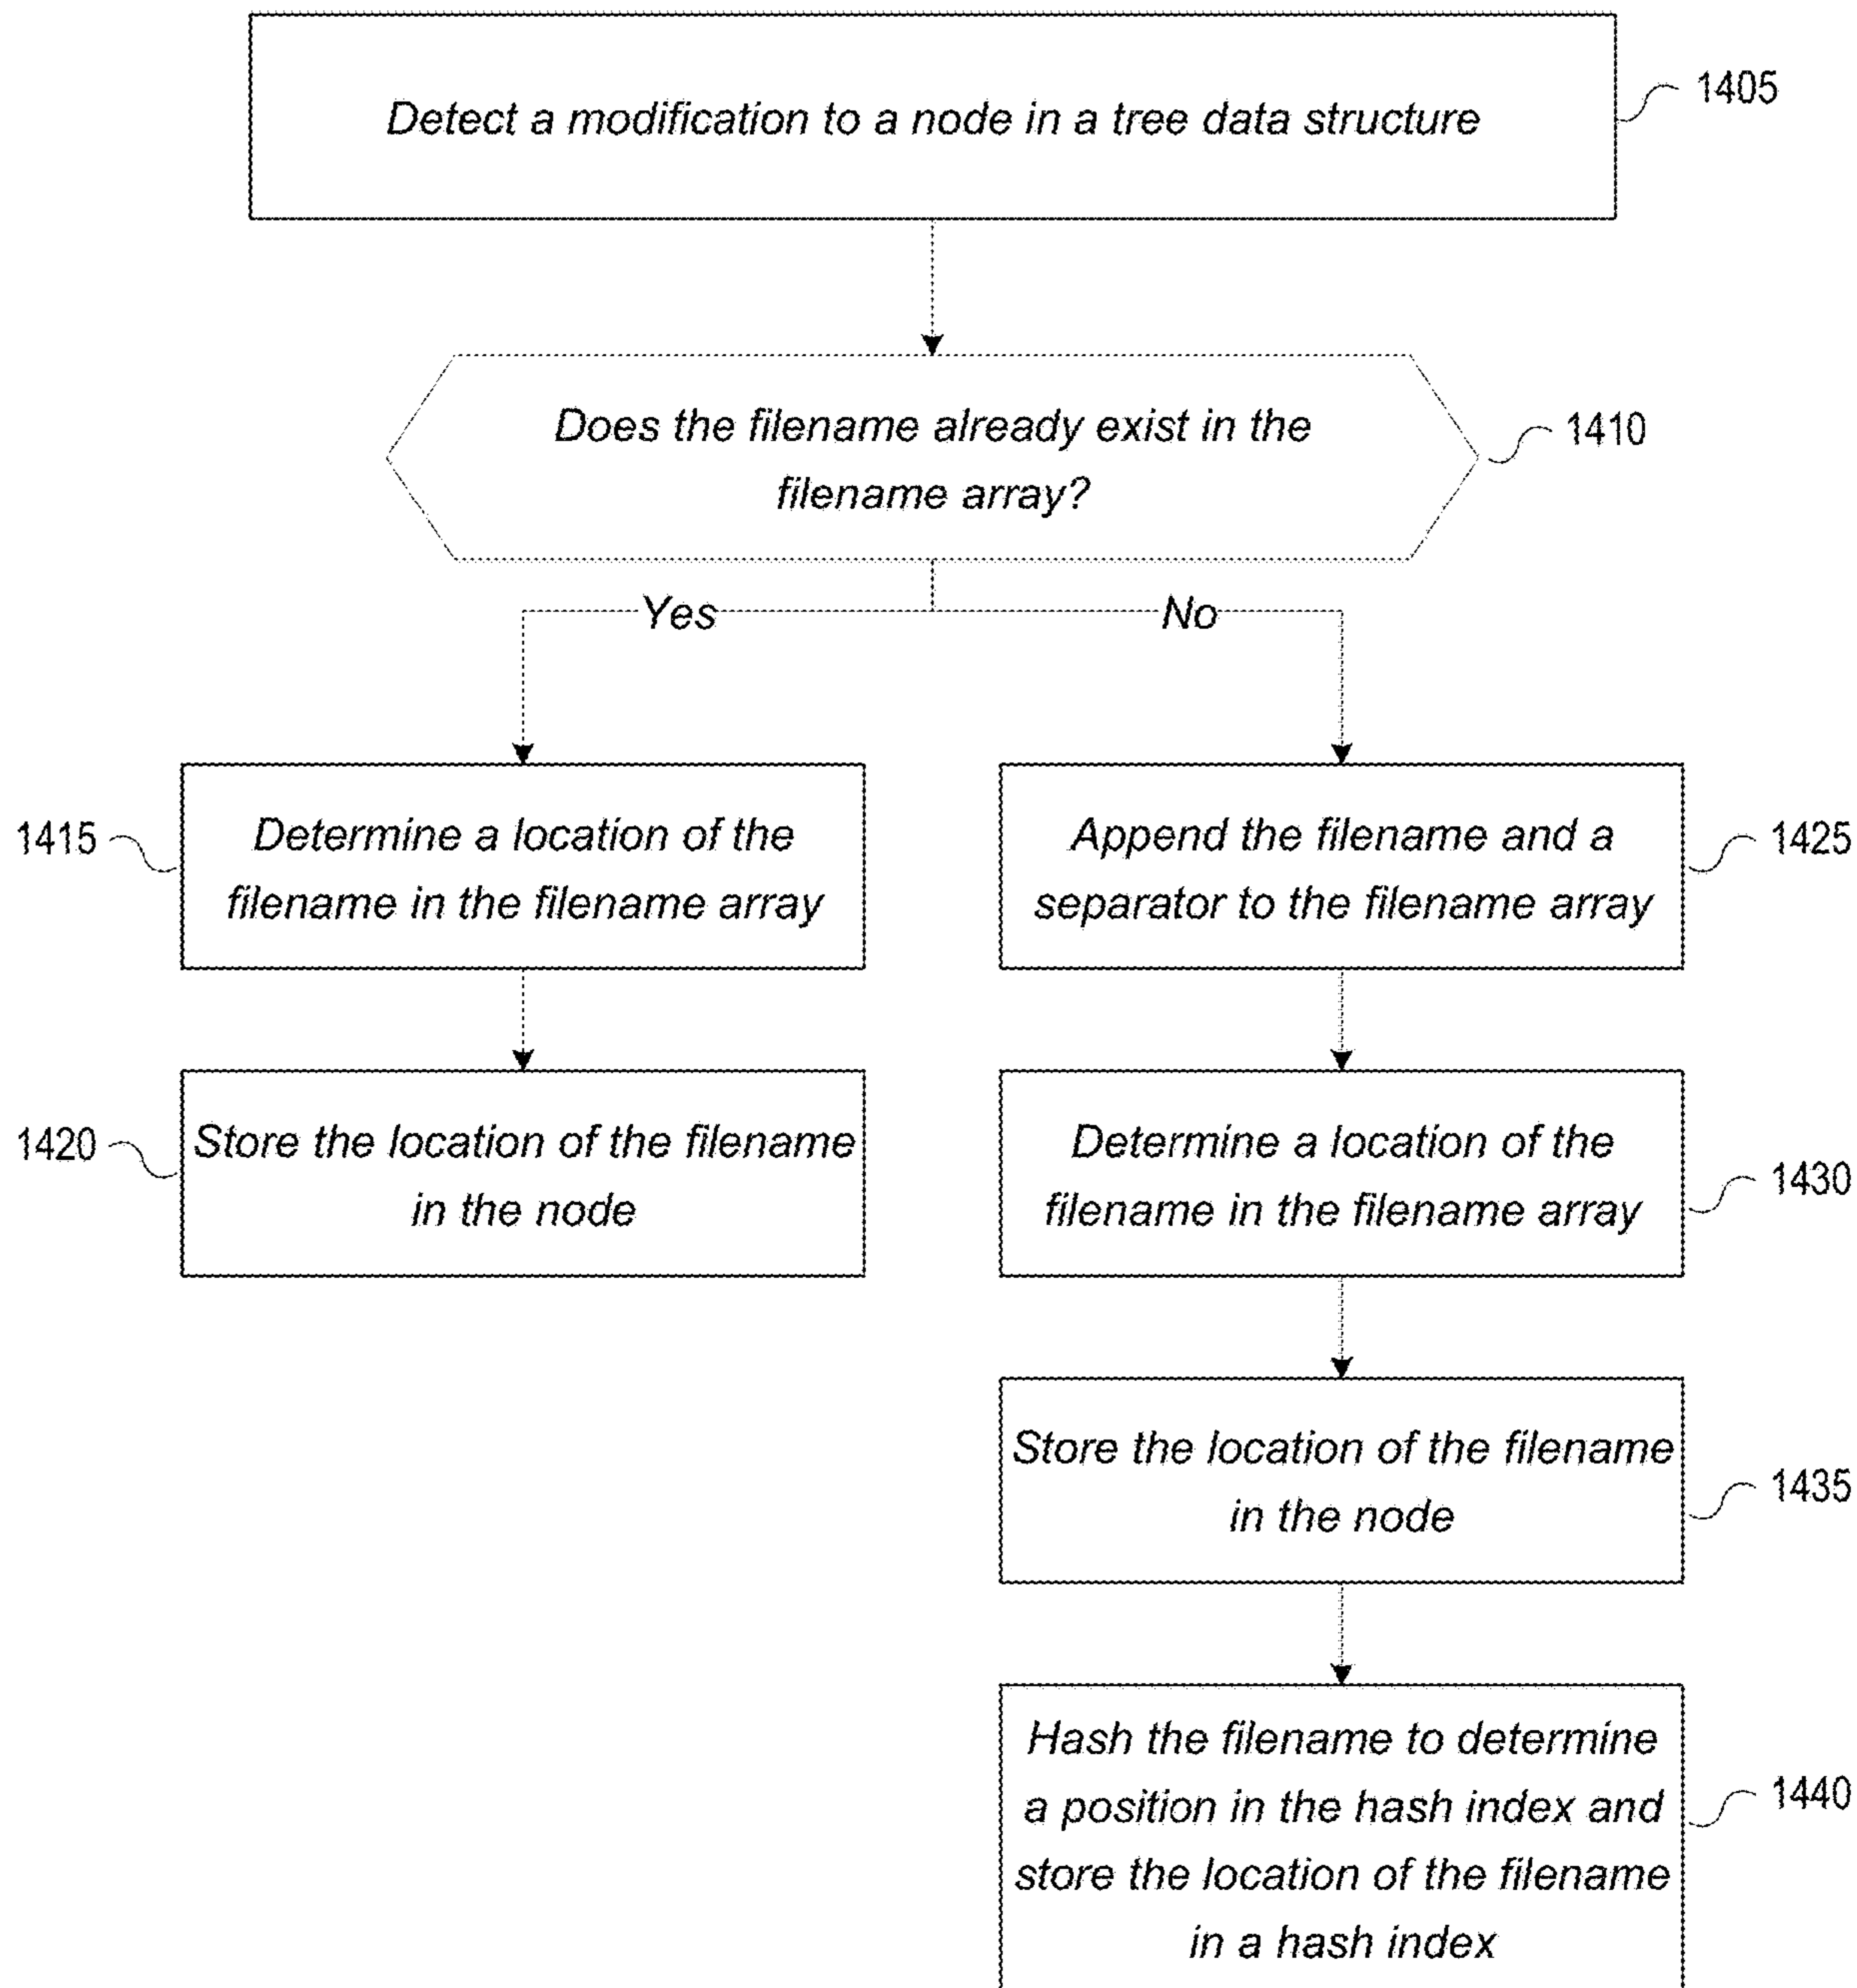 Detect a modification to a node in a tree data structure
1405
Does the filename already exist in the
filename array?
1410
Yes
No
1415
Determine a location of the
filename in the filename array
Append the filename and a
separator to the filename array
1425
1420
Store the location of the filename
in the node
Determine a location of the
filename in the filename array
1430
Store the location of the filename
in the node
1435
Hash the filename to determine
a position in the hash index and
store the location of the filename
in a hash index
1440